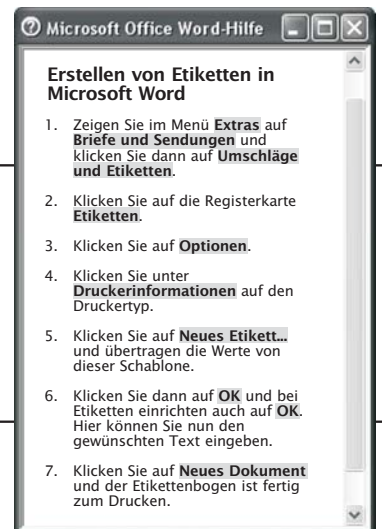 Microsoft Office Word-Hilfe
Erstellen von Etiketten in
Microsoft Word
1. Zeigen Sie im Menü Extras auf
Briefe und Sendungen und
klicken Sie dann auf Umschläge
und Etiketten.
2. Klicken Sie auf die Registerkarte
Etiketten.
3. Klicken Sie auf Optionen.
4. Klicken Sie unter
Druckerinformationen auf den
Druckertyp.
5. Klicken Sie auf Neues Etikett...
und übertragen die Werte von
dieser Schablone.
6. Klicken Sie dann auf OK und bei
Etiketten einrichten auch auf OK.
Hier können Sie nun den
gewünschten Text eingeben.
7. Klicken Sie auf Neues Dokument
und der Etikettenbogen ist fertig
zum Drucken.